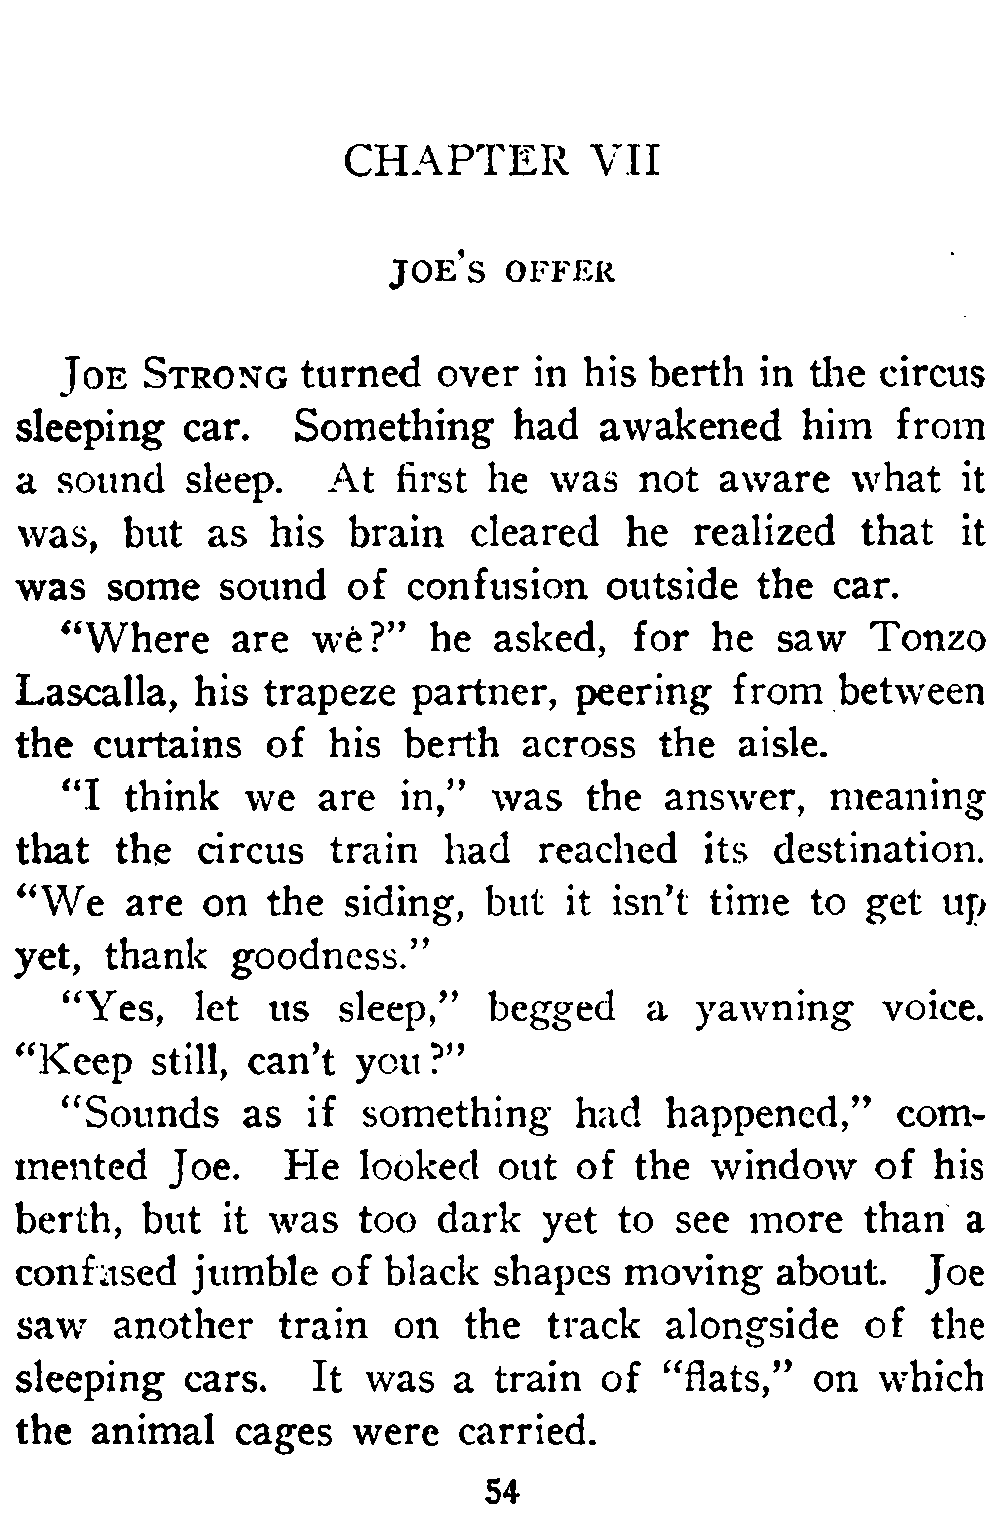 CHAPTER VII
JOE'S OFFER
JOE STRONG turned over in his berth in the circus
sleeping car. Something had awakened him from
a sound sleep. At first he was not aware what it
was, but as his brain cleared he realized that it
was some sound of confusion outside the car.
“Where are we?” he asked, for he saw Tonzo
Lascalla, his trapeze partner, peering from between
the curtains of his berth across the aisle.
“I think we are in,” was the answer, meaning
that the circus train had reached its destination.
“We are on the siding, but it isn't time to get up
yet, thank goodness.”
“Yes, let us sleep,” begged a yawning voice.
“Keep still, can't you?”
“Sounds as if something had happened,” com-
mented Joe. He looked out of the window of his
berth, but it was too dark yet to see more than a
confused jumble of black shapes moving about. Joe
saw another train on the track alongside of the
sleeping cars. It was a train of “flats,” on which
the animal cages were carried.
54